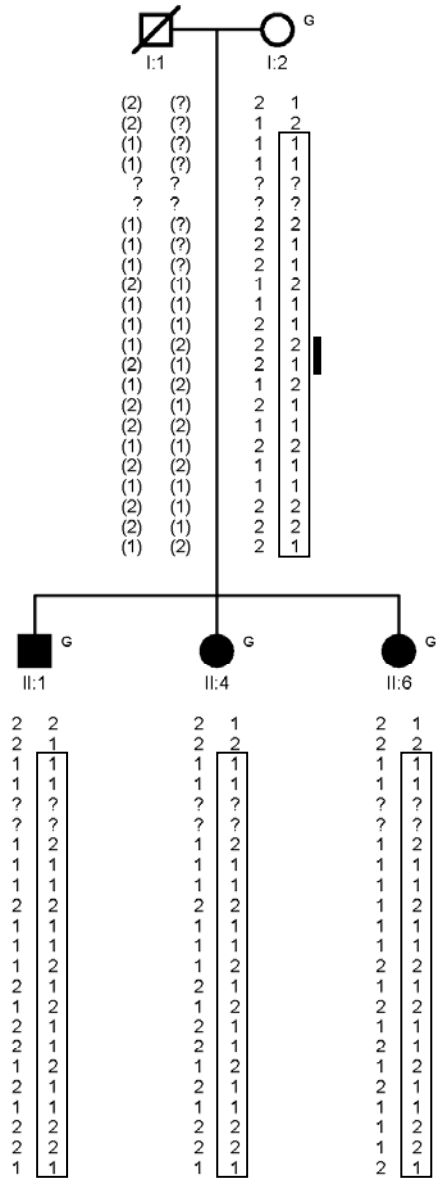 G
I:1 I:2
(2) (?) 2 1
(2) (?) 1 2
(1) (?) 1 1
(1) (?) 1 1
? ? ? ?
? ? ? ?
(1) (?) 2 2
(1) (?) 2 1
(1) (?) 2 1
(2) (1) 1 2
(1) (1) 1 1
(1) (1) 2 1
(1) (2) 2 2
(2) (1) 2 1
(1) (2) 1 2
(2) (1) 2 1
(2) (1) 1 1
(1) (1) 2 2
(2) (2) 1 1
(1) (1) 1 1
(2) (1) 2 2
(2) (1) 2 2
(1) (2) 2 1
G G G
II:1 II:4 II:6
2 2 2 1 2 1
2 1 2 2 2 2
1 1 1 1 1 1
1 1 1 1 1 1
? ? ? ? ? ?
? ? ? ? ? ?
1 2 1 2 1 2
1 1 1 1 1 1
1 1 1 1 1 1
2 2 2 2 1 2
1 1 1 1 1 1
1 1 1 1 1 1
1 2 1 2 2 2
2 1 2 1 1 1
1 2 1 2 2 2
2 1 2 1 1 1
2 1 2 1 1 1
1 2 1 2 1 2
2 1 2 1 2 1
1 1 1 1 1 1
2 2 2 2 1 2
2 2 2 2 1 2
1 1 1 1 2 1